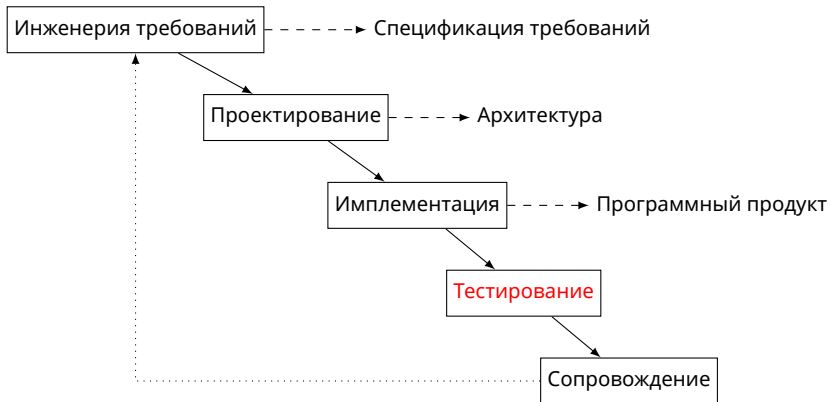 Инженерия требований
Спецификация требований
Проектирование
Архитектура
Имплементация
Программный продукт
Тестирование
Сопровождение